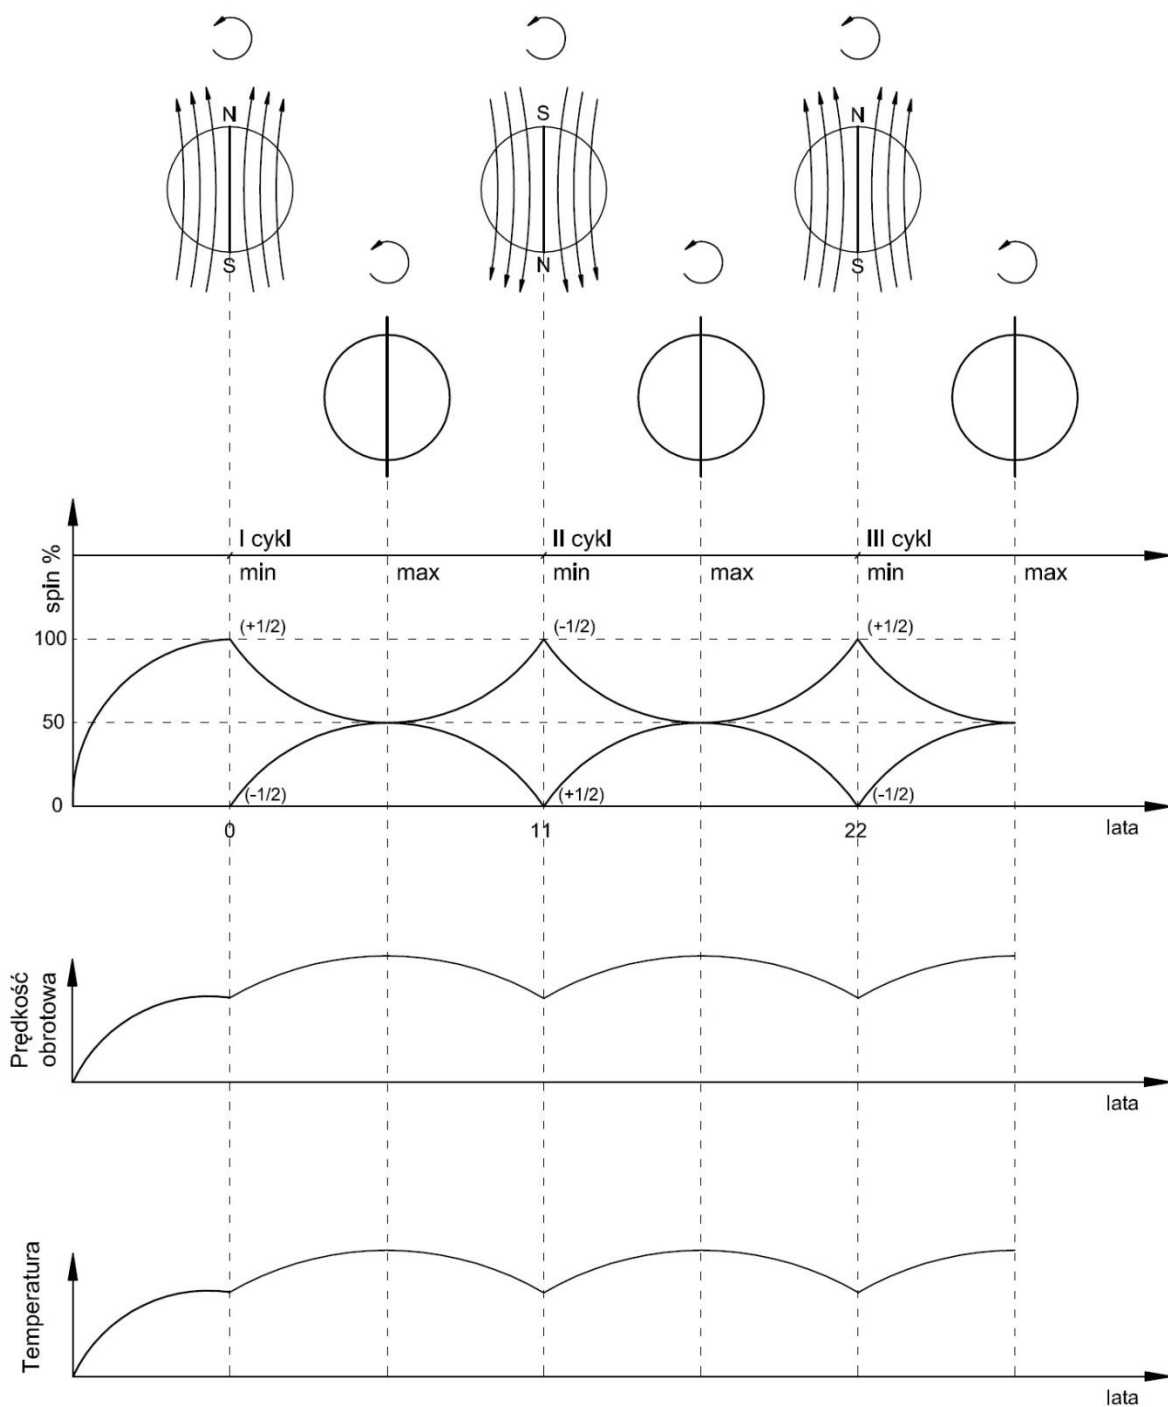 N S N
S N S
I cykl II cykl III cykl
min max min max min max
spin %
(+1/2) (-1/2) (+1/2)
100
50
0
(-1/2) (+1/2) (-1/2)
0 11 22 lata
Prędkość
obrotowa
lata
Temperatura
lata